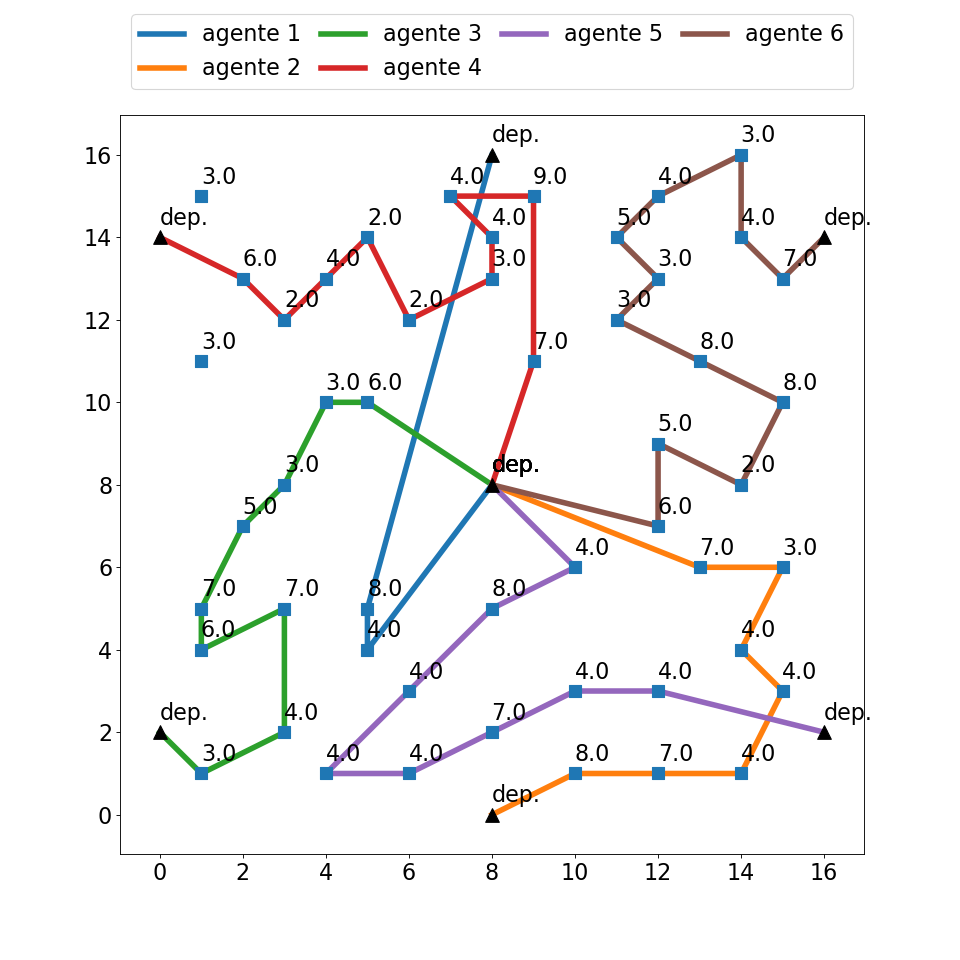 agente 1 agente 3 agente 5 agente 6
agente 2 agente 4
dep. 3.0
16
3.0 4.0 9.0 4.0
dep. 2.0 4.0 5.0 4.0 dep.
14
6.0 4.0 3.0 3.0 7.0
2.0 2.0 3.0
12
3.0 7.0 8.0
3.0 6.0 8.0
10
5.0
3.0 dep. dep. 2.0
8
5.0 6.0
4.0 7.0 3.0
6
7.0 7.0 8.0 8.0
6.0 4.0 4.0
4
4.0 4.0 4.0 4.0
dep. 4.0 7.0 dep.
2
3.0 4.0 4.0 8.0 7.0 4.0
dep.
0
0 2 4 6 8 10 12 14 16